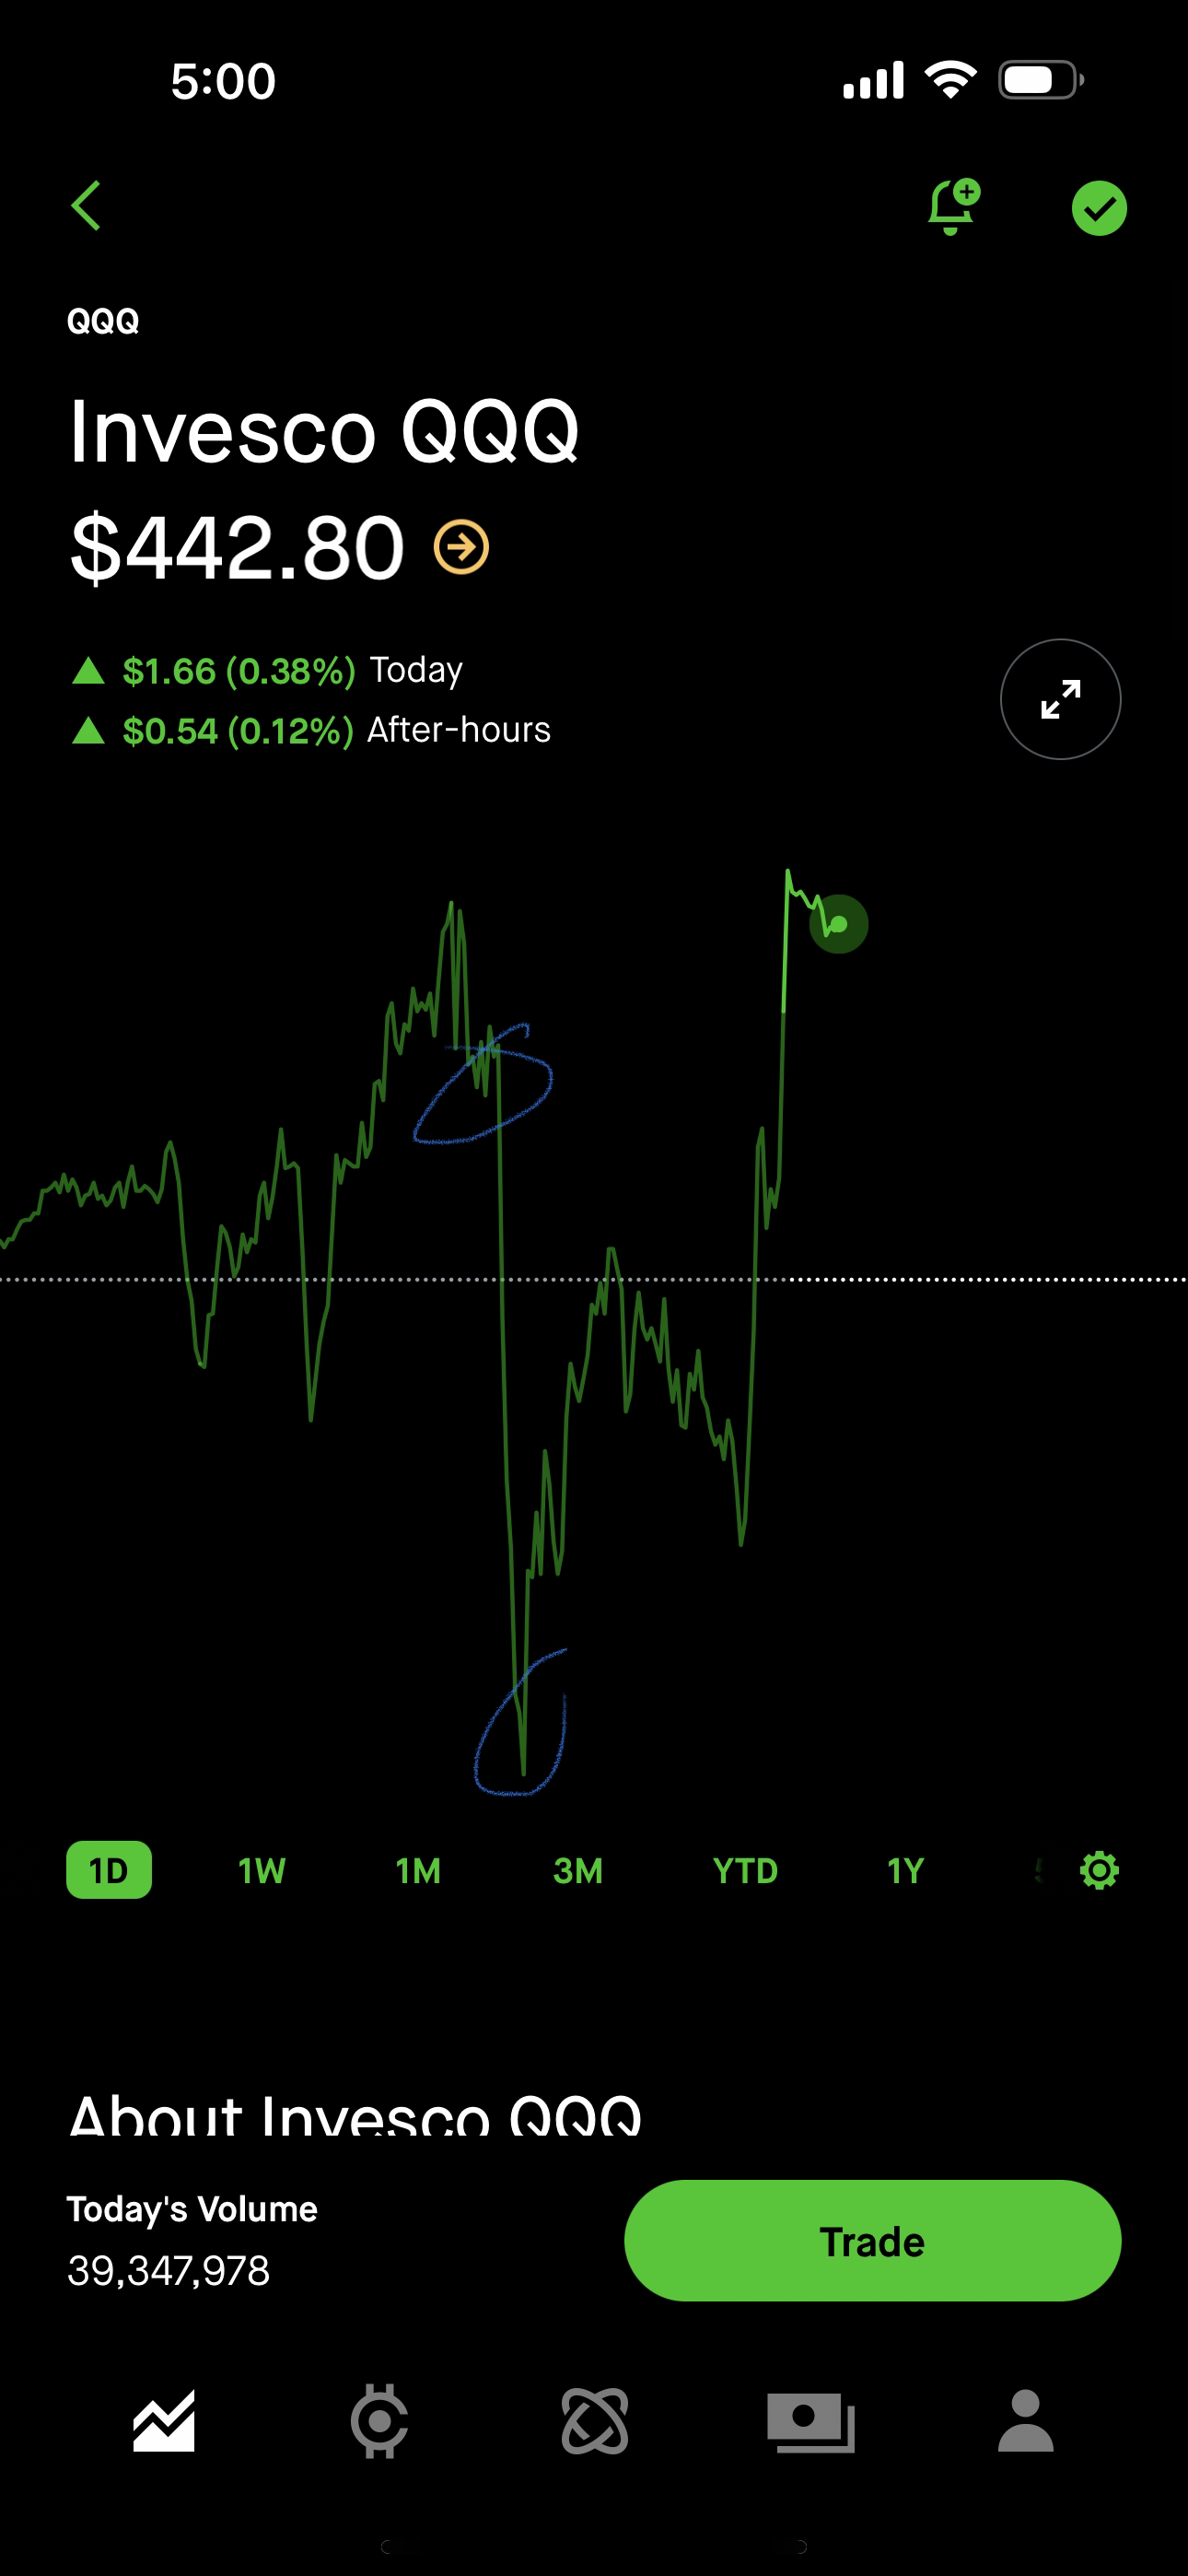 5:00
QQQ
Invesco QQQ
$442.80
$1.66 (0.38%) Today
$0.54 (0.12%) After-hours
1D 1W 1M 3M YTD 1Y
About Invesco QQQ
Today's Volume
39,347,978
Trade